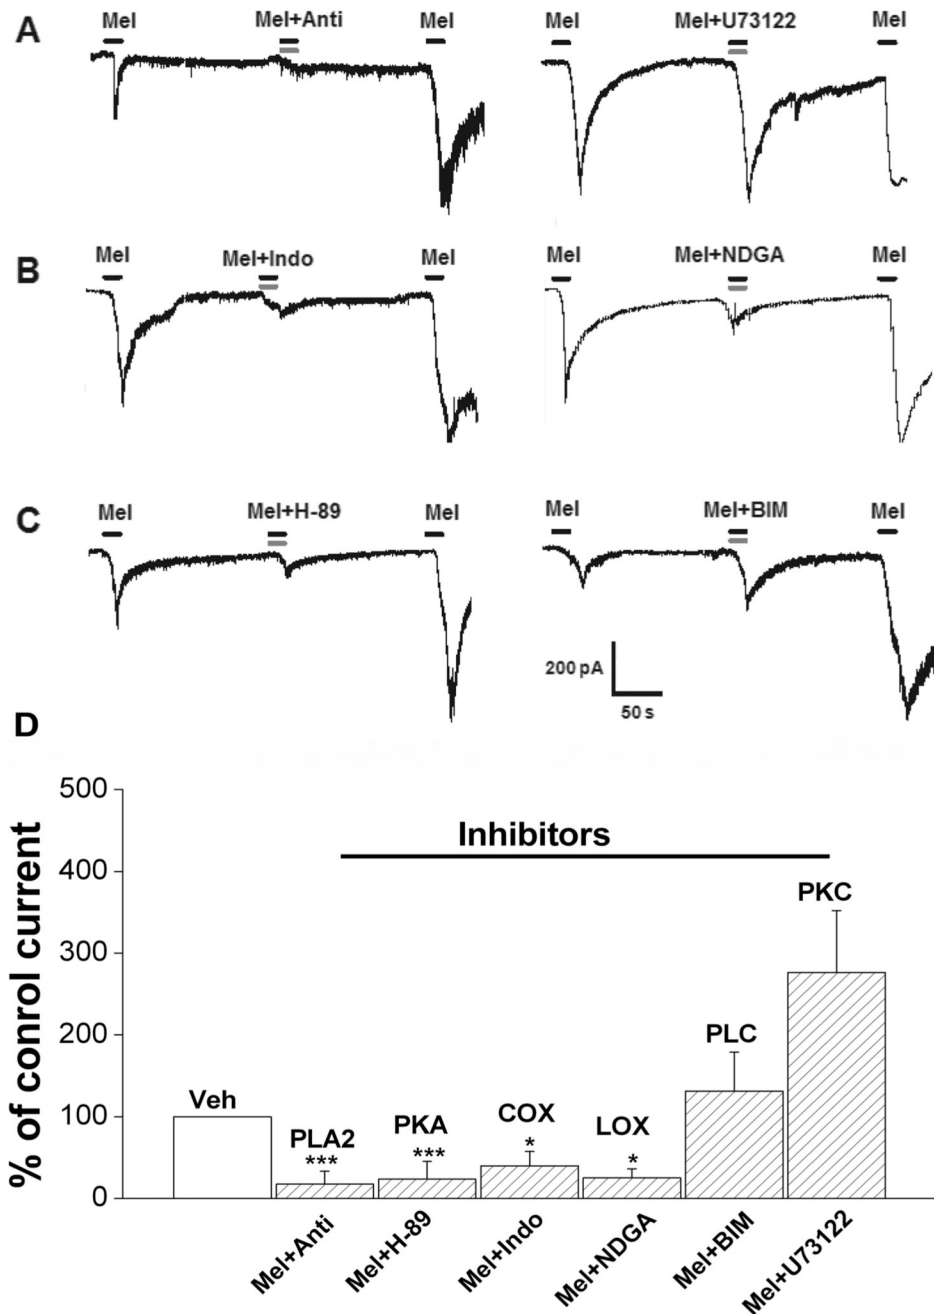 A
Mel Mel+Anti Mel Mel Mel+U73122 Mel
B
Mel Mel+Indo Mel Mel Mel+NDGA Mel
C
Mel Mel+H-89 Mel Mel Mel+BIM Mel
200 pA
50 s
D
% of conrol current
500
400
300
200
100
0
Inhibitors
Veh
PLA2
***
PKA
***
COX
*
LOX
*
PLC
PKC
Mel+Anti
Mel+H-89
Mel+Indo
Mel+NDGA
Mel+BIM
Mel+U73122